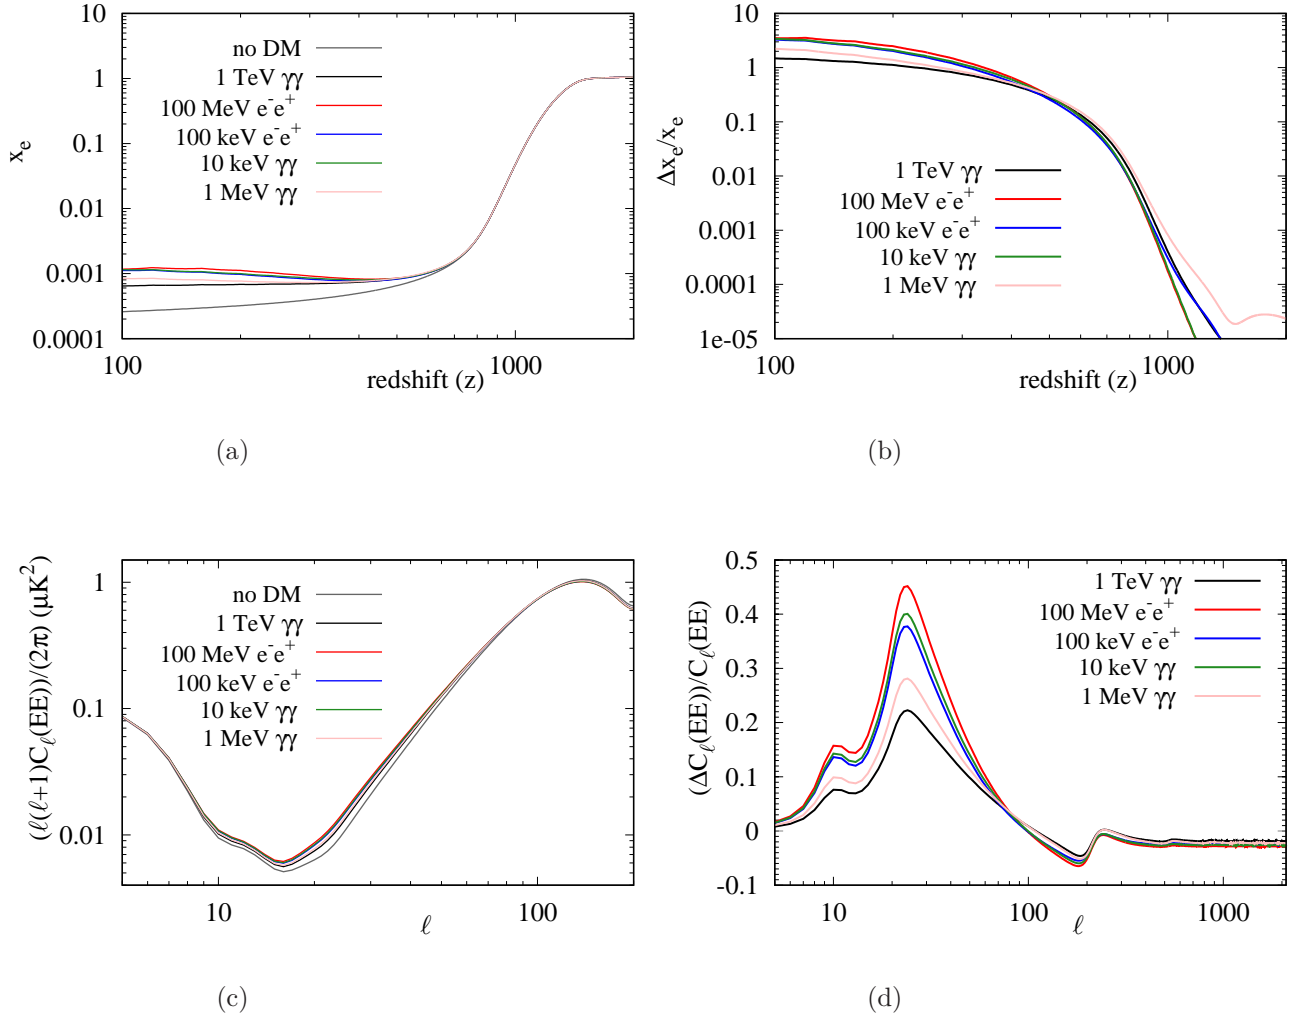 x_e
1e
10
1
0.1
0.01
0.001
0.0001
100
1000
redshift (z)
no DM
1 TeV γγ
100 MeV e⁻e⁺
100 keV e⁻e⁺
10 keV γγ
1 MeV γγ
(a)
Δx_e/x_e
10
1
0.1
0.01
0.001
0.0001
1e-05
100
1000
redshift (z)
1 TeV γγ
100 MeV e⁻e⁺
100 keV e⁻e⁺
10 keV γγ
1 MeV γγ
(b)
(ℓ(ℓ+1)C_ℓ(EE))/(2π) (μK²)
1
0.1
0.01
10
100
ℓ
no DM
1 TeV γγ
100 MeV e⁻e⁺
100 keV e⁻e⁺
10 keV γγ
1 MeV γγ
(c)
(ΔC_ℓ(EE))/C_ℓ(EE)
0.5
0.4
0.3
0.2
0.1
0
-0.1
10
100
1000
ℓ
1 TeV γγ
100 MeV e⁻e⁺
100 keV e⁻e⁺
10 keV γγ
1 MeV γγ
(d)